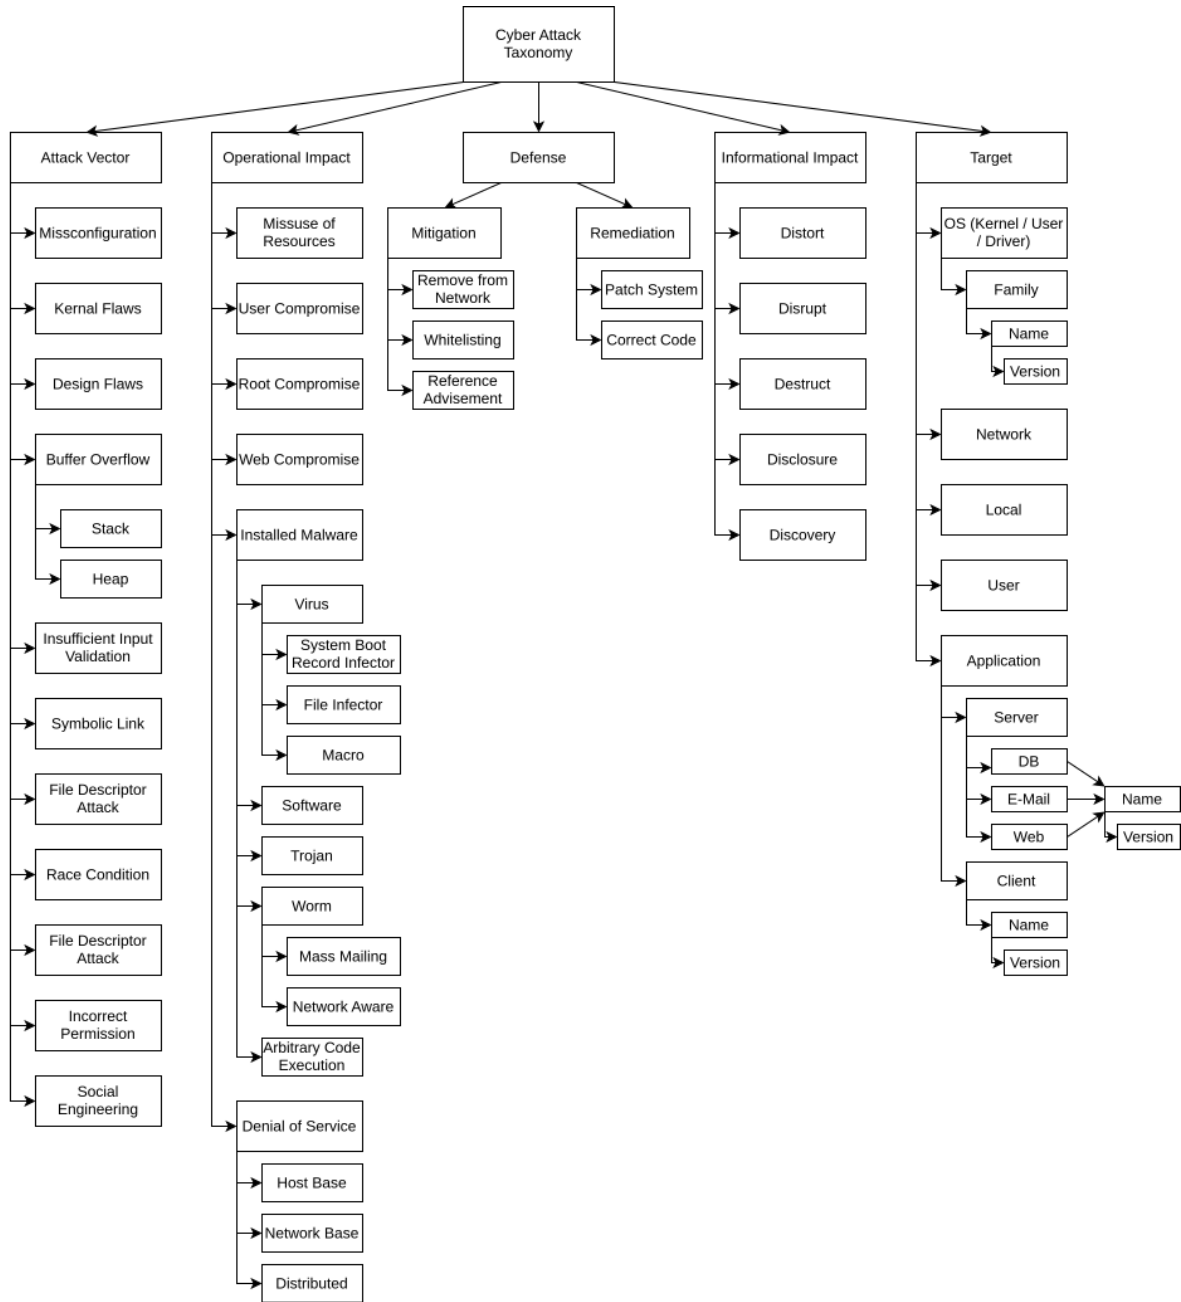 Cyber Attack
Taxonomy
Attack Vector
Missconfiguration
Kernal Flaws
Design Flaws
Buffer Overflow
Stack
Heap
Insufficient Input
Validation
Symbolic Link
File Descriptor
Attack
Race Condition
File Descriptor
Attack
Incorrect
Permission
Social
Engineering
Operational Impact
Missuse of
Resources
User Compromise
Root Compromise
Web Compromise
Installed Malware
Virus
System Boot
Record Infector
File Infector
Macro
Software
Trojan
Worm
Mass Mailing
Network Aware
Arbitrary Code
Execution
Denial of Service
Host Base
Network Base
Distributed
Defense
Mitigation
Remove from
Network
Whitelisting
Reference
Advisement
Remediation
Patch System
Correct Code
Informational Impact
Distort
Disrupt
Destruct
Disclosure
Discovery
Target
OS (Kernel / User
/ Driver)
Family
Name
Version
Network
Local
User
Application
Server
DB
E-Mail
Web
Name
Version
Client
Name
Version